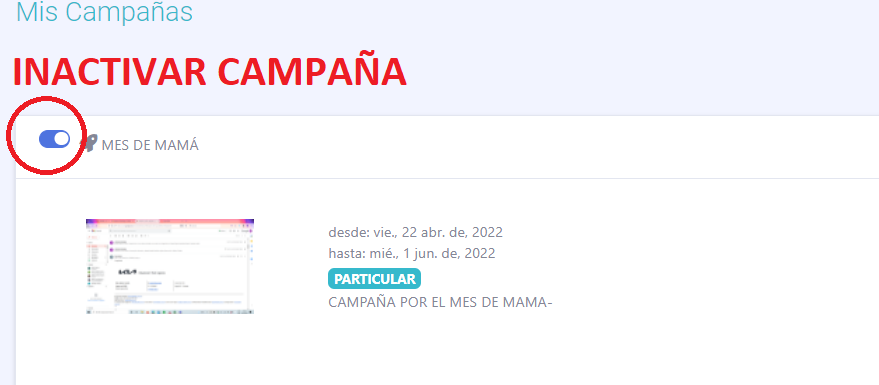 Mis Campañas
INACTIVAR CAMPAÑA
MES DE MAMÁ
desde: vie., 22 abr. de, 2022
hasta: mié., 1 jun. de, 2022
PARTICULAR
CAMPAÑA POR EL MES DE MAMA-